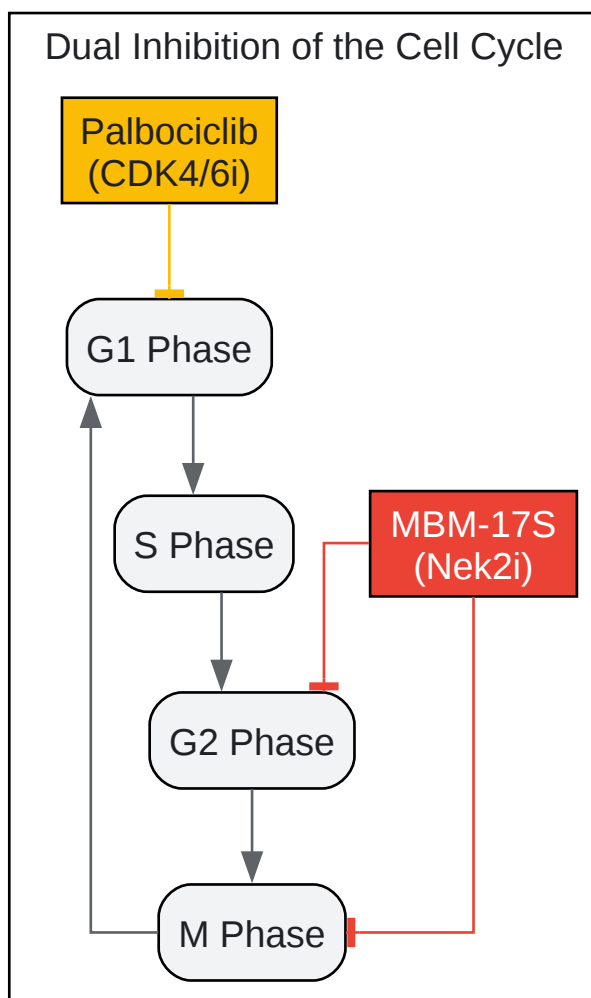 Dual Inhibition of the Cell Cycle
Palbociclib
(CDK4/6i)
G1 Phase
S Phase
MBM-17S
(Nek2i)
G2 Phase
M Phase